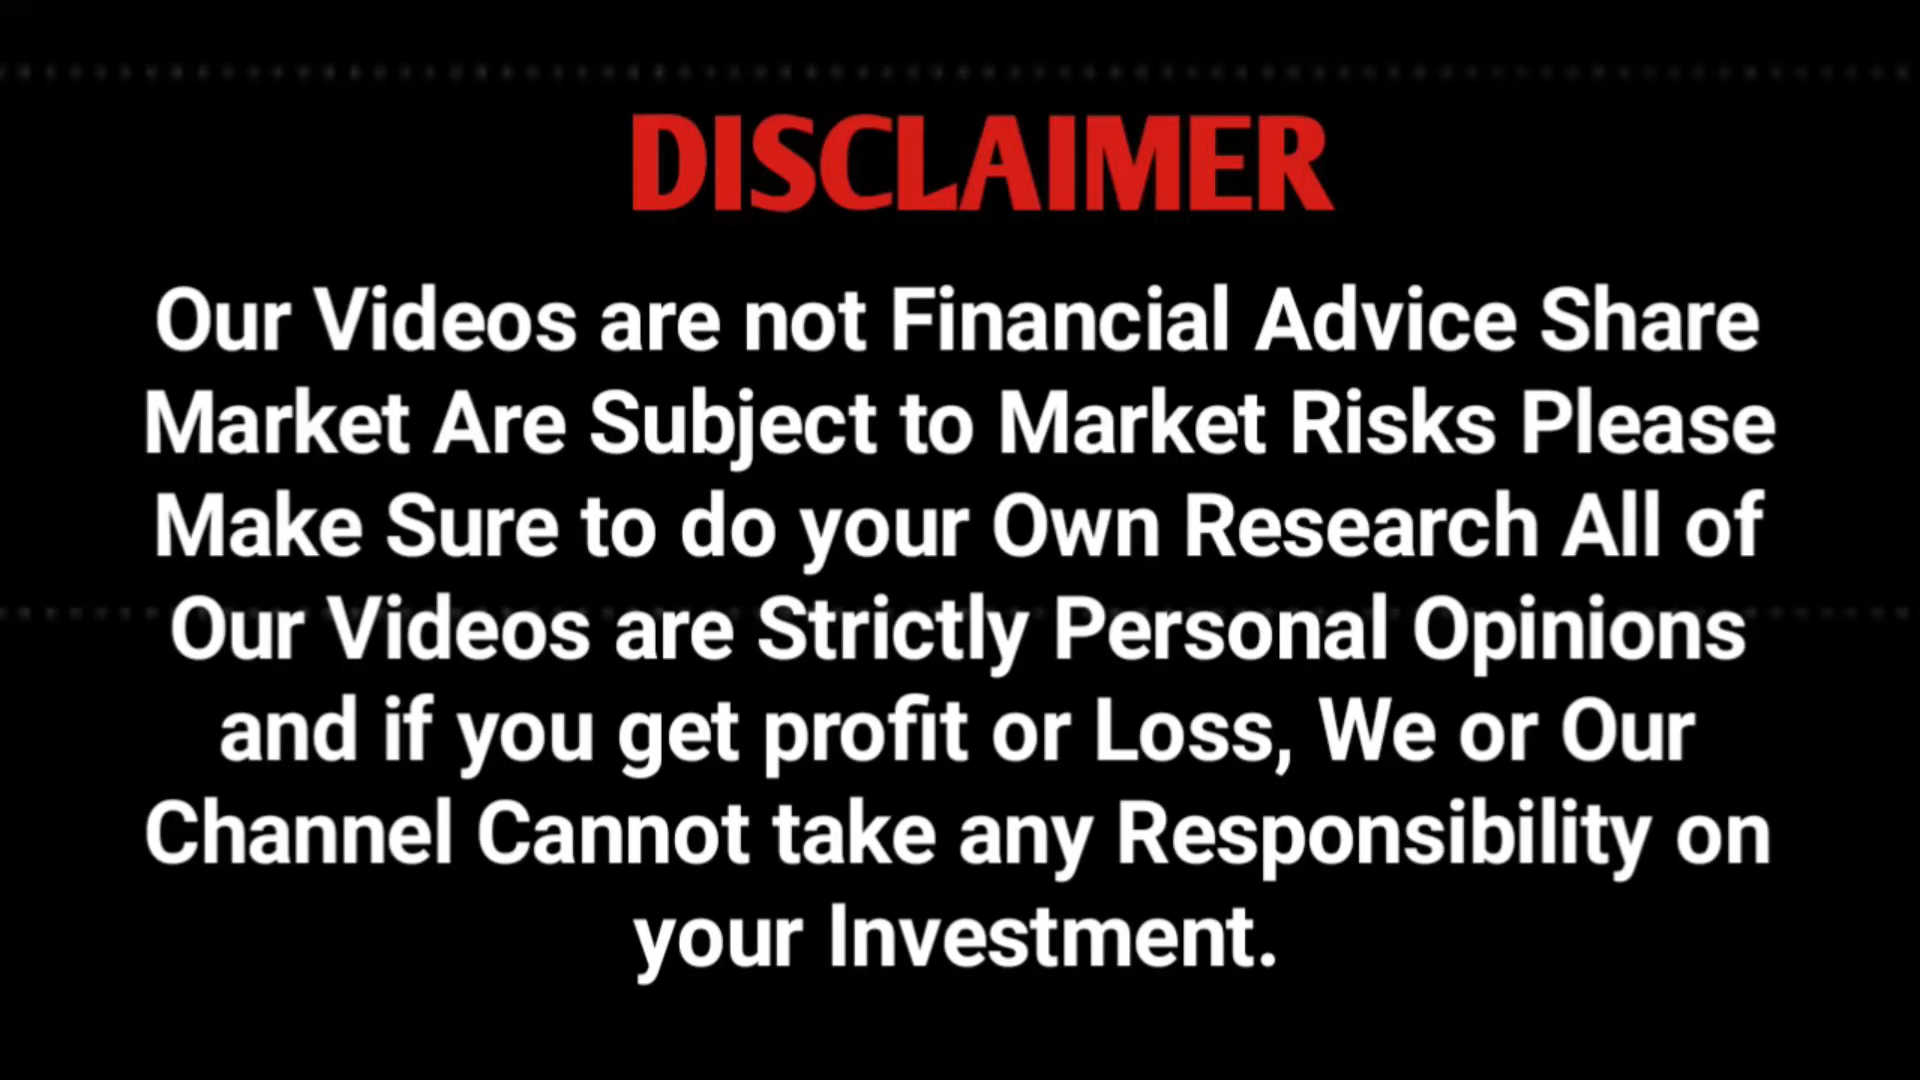 DISCLAIMER
Our Videos are not Financial Advice Share
Market Are Subject to Market Risks Please
Make Sure to do your Own Research All of
Our Videos are Strictly Personal Opinions
and if you get profit or Loss, We or Our
Channel Cannot take any Responsibility on
your Investment.